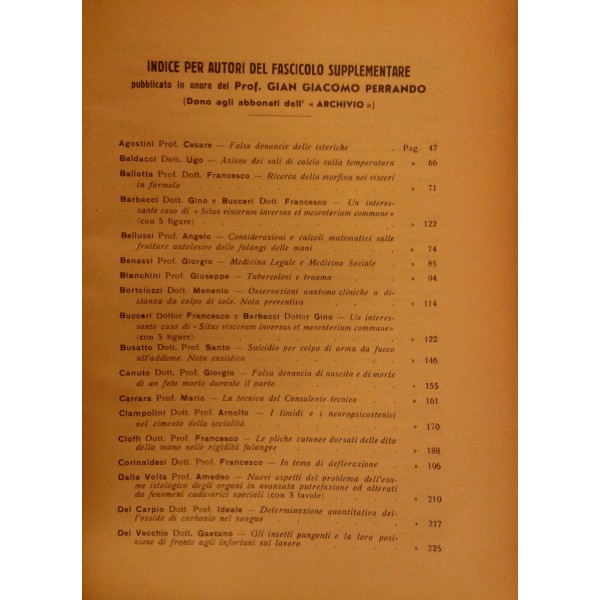 INDICE PER AUTORI DEL FASCICOLO SUPPLEMENTARE
pubblicato in onore del Prof. GIAN GIACOMO PERRANDO
(Dono agli abbonati dell' « ARCHIVIO »)
Agostini Prof. Cesare — False denuncie delle isteriche . . Pag. 47
Baldacci Dott. Ugo — Azione dei sali di calcio sulla temperatura » 66
Ballotta Prof. Dott. Francesco — Ricerca della morfina nei visceri
in formolo . . . . . . . . » 71
Barbacci Dott. Gino e Bucceri Dott. Francesco — Un interes-
sante caso di « Situs viscerum inversus et mesenterium commune »
(con 5 figure) . . . . . . . . » 122
Bellussi Prof. Angelo — Considerazioni e calcoli matematici sulle
fratture autolesive delle falangi delle mani . . . . » 74
Benassi Prof. Giorgio — Medicina Legale e Medicina Sociale . » 85
Bianchini Prof. Giuseppe — Tubercolosi e trauma . . . » 94
Bortolozzi Dott. Menenio — Osservazioni anatomo cliniche a di-
stanza da colpo di sole. Nota preventiva . . . . » 114
Bucceri Dottor Francesco e Barbacci Dottor Gino — Un interes-
sante caso di « Situs viscerum inversus et mesenterium commune »
(con 5 figure) . . . . . . . . » 122
Busatto Dott. Prof. Santo — Suicidio per colpo di arma da fuoco
all'addome. Nota casistica . . . . . . » 146
Canuto Dott. Prof. Giorgio — Falsa denuncia di nascita e di morte
di un feto morto durante il parto . . . . . » 155
Carrara Prof. Mario — La tecnica del Consulente tecnico . . » 161
Ciampolini Dott. Prof. Arnolfo — I timidi e i neuropsicostenici
nel cimento della socialità . . . . . . » 170
Cioffi Dott. Prof. Francesco — Le pliche cutanee dorsali delle dita
della mano nelle rigidità falangee . . . . . » 188
Corinaldesi Dott. Prof. Francesco — In tema di deflorazione . » 196
Dalla Volta Prof. Amedeo — Nuovi aspetti del problema dell'esa-
me istologico degli organi in avanzata putrefazione od alterati
da fenomeni cadaverici speciali (con 3 tavole) . . . . » 210
Del Carpio Dott. Prof. Ideale — Determinazione quantitativa del-
l'ossido di carbonio nel sangue . . . . . » 217
Del Vecchio Dott. Gaetano — Gli insetti pungenti e la loro posi-
zione di fronte agli infortuni sul lavoro . . . . » 225